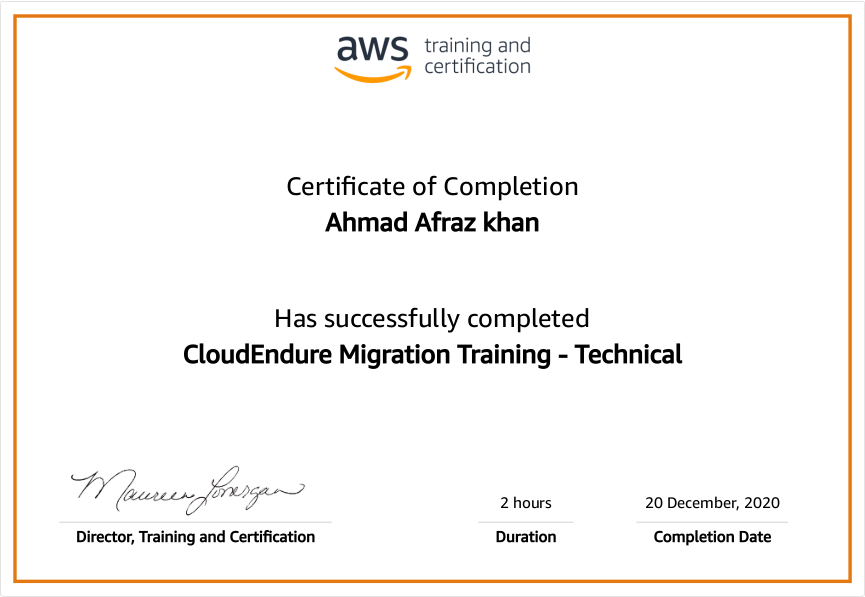 aws training and
certification
Certificate of Completion
Ahmad Afraz khan
Has successfully completed
CloudEndure Migration Training - Technical
Maureen Lonergan
2 hours
20 December, 2020
Director, Training and Certification
Duration
Completion Date